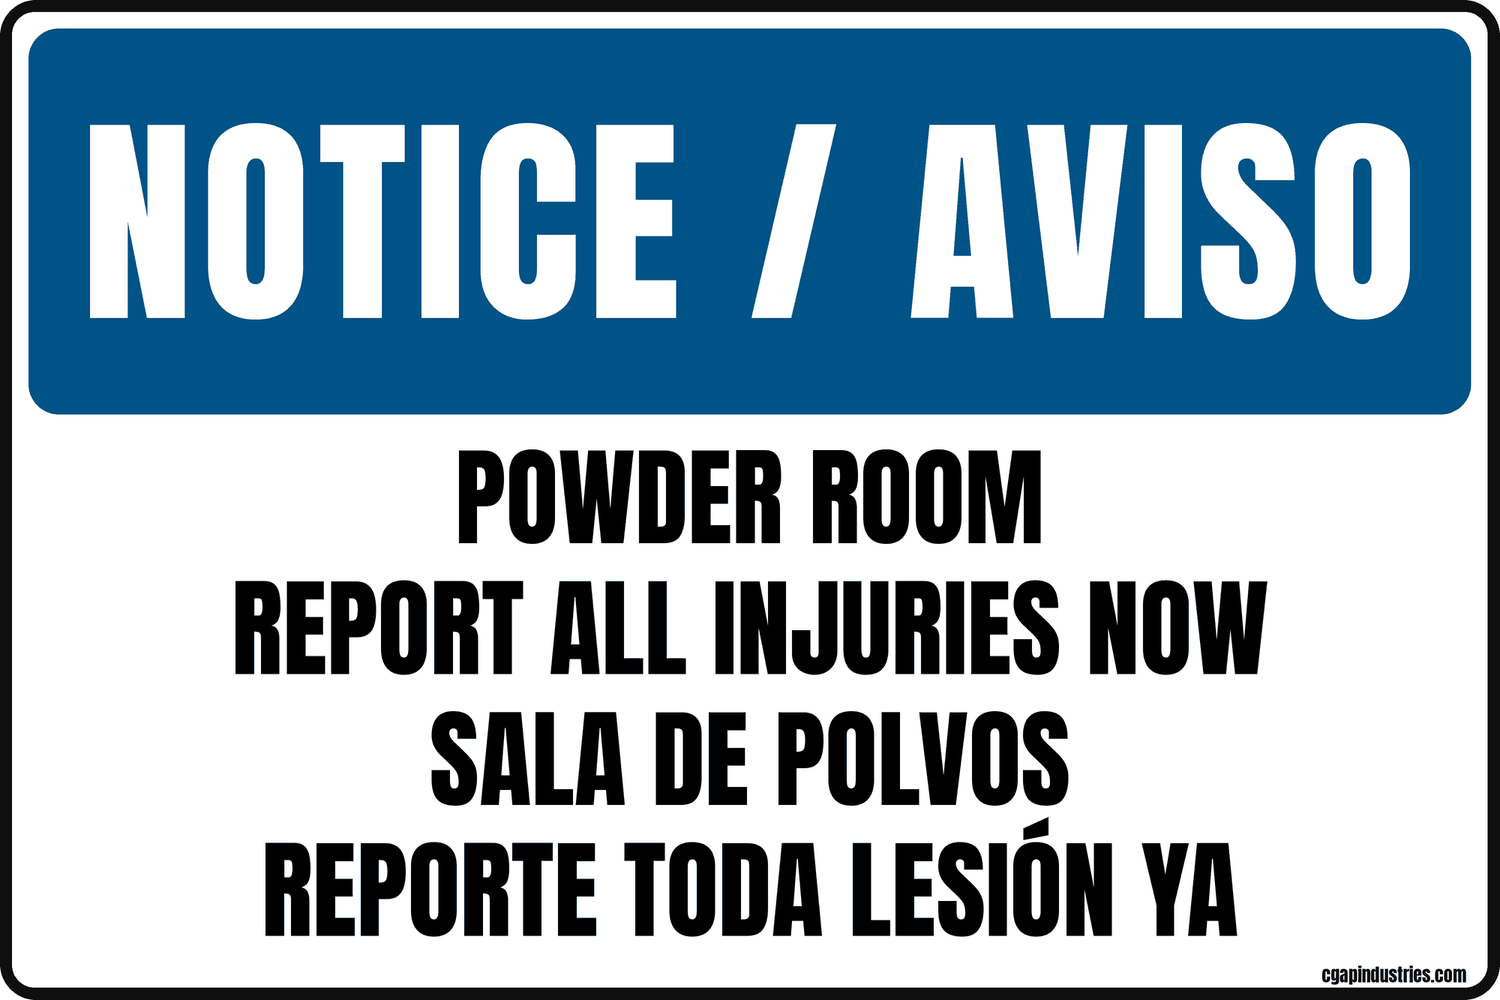 NOTICE / AVISO
POWDER ROOM
REPORT ALL INJURIES NOW
SALA DE POLVOS
REPORTE TODA LESIÓN YA
cgapindustries.com